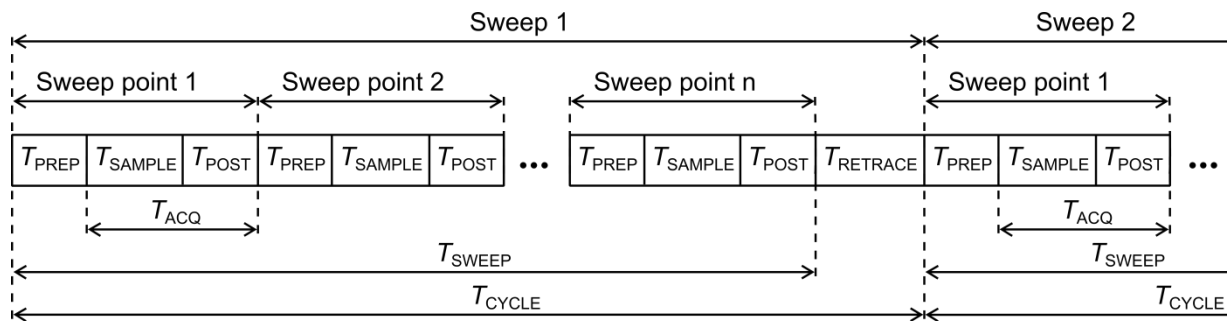 Sweep 1 Sweep 2
Sweep point 1 Sweep point 2 Sweep point n Sweep point 1
TPREP TSAMPLE TPOST TPREP TSAMPLE TPOST ••• TPREP TSAMPLE TPOST TRETRACE TPREP TSAMPLE TPOST •••
TACQ TACQ
TSWEEP TSWEEP
TCYCLE TCYCLE